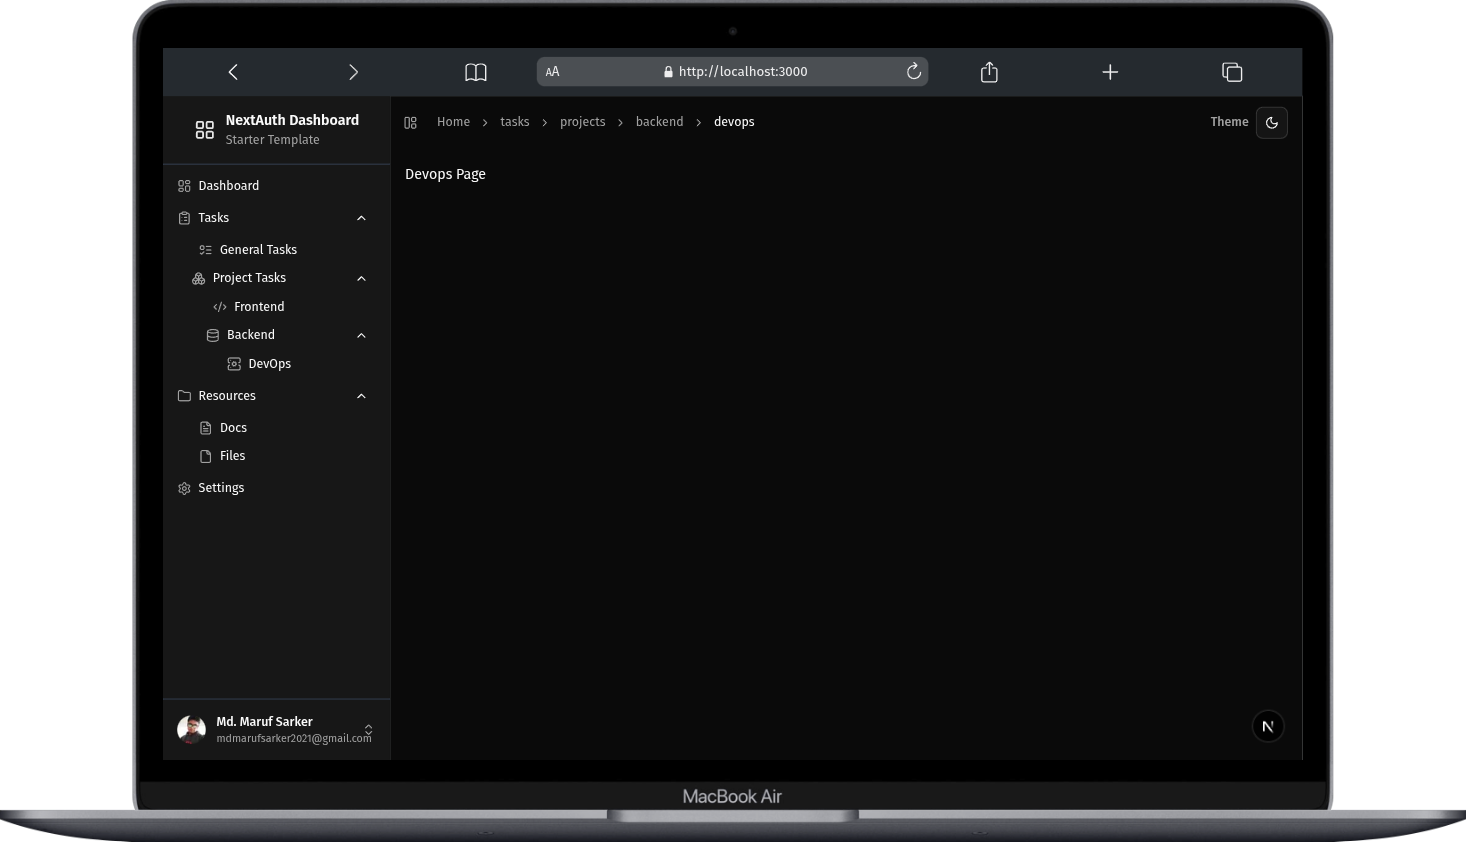 AA
http://localhost:3000
NextAuth Dashboard
Starter Template
Home > tasks > projects > backend > devops
Theme
Devops Page
Dashboard
Tasks
General Tasks
Project Tasks
</> Frontend
Backend
DevOps
Resources
Docs
Files
Settings
Md. Maruf Sarker
mdmarufsarker2021@gmail.com
N
MacBook Air